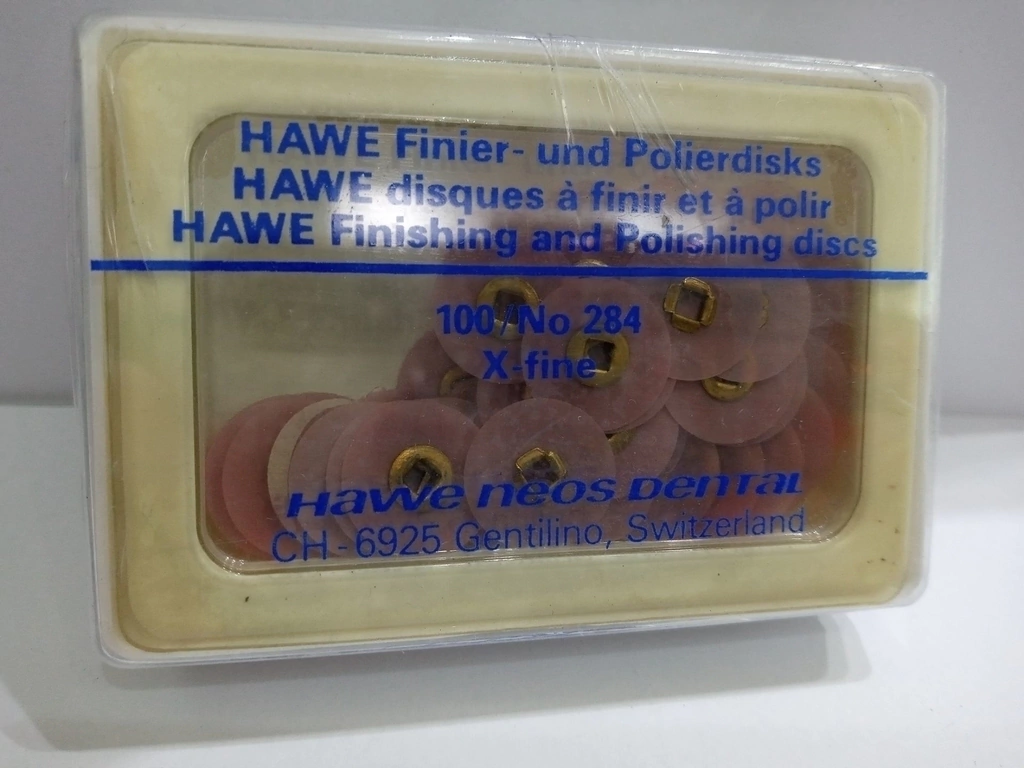 HAWE Finier- und Polierdisks
HAWE disques à finir et à polir
HAWE Finishing and Polishing discs
100/No 284
X-fine
Hawe neos Dental
CH-6925 Gentilino, Switzerland